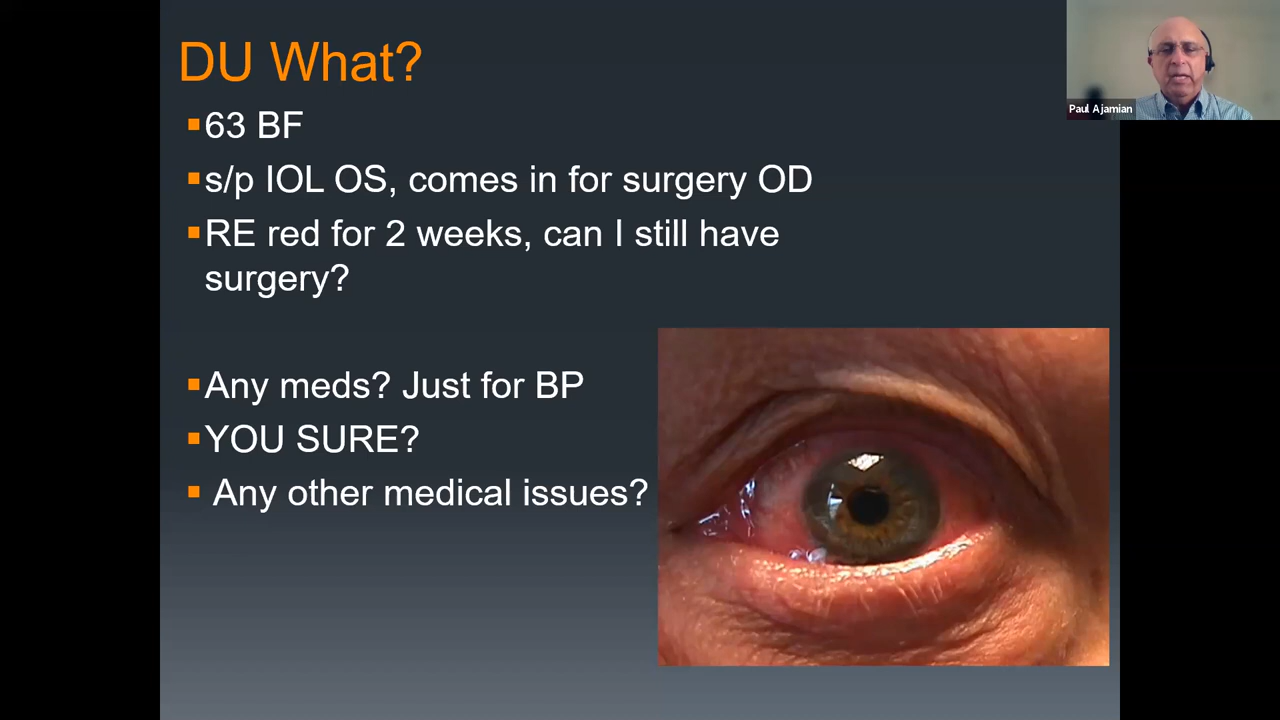 DU What?
63 BF
s/p IOL OS, comes in for surgery OD
RE red for 2 weeks, can I still have
surgery?
Any meds? Just for BP
YOU SURE?
Any other medical issues?
Paul Ajamian